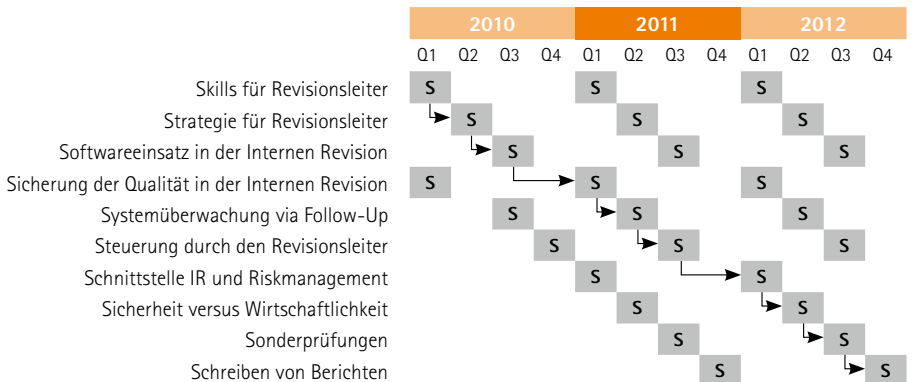 2010 2011 2012
Q1 Q2 Q3 Q4 Q1 Q2 Q3 Q4 Q1 Q2 Q3 Q4
Skills für Revisionsleiter S S S
Strategie für Revisionsleiter S S S
Softwareeinsatz in der Internen Revision S S S
Sicherung der Qualität in der Internen Revision S S S
Systemüberwachung via Follow-Up S S S
Steuerung durch den Revisionsleiter S S S
Schnittstelle IR und Riskmanagement S S
Sicherheit versus Wirtschaftlichkeit S S
Sonderprüfungen S S
Schreiben von Berichten S S